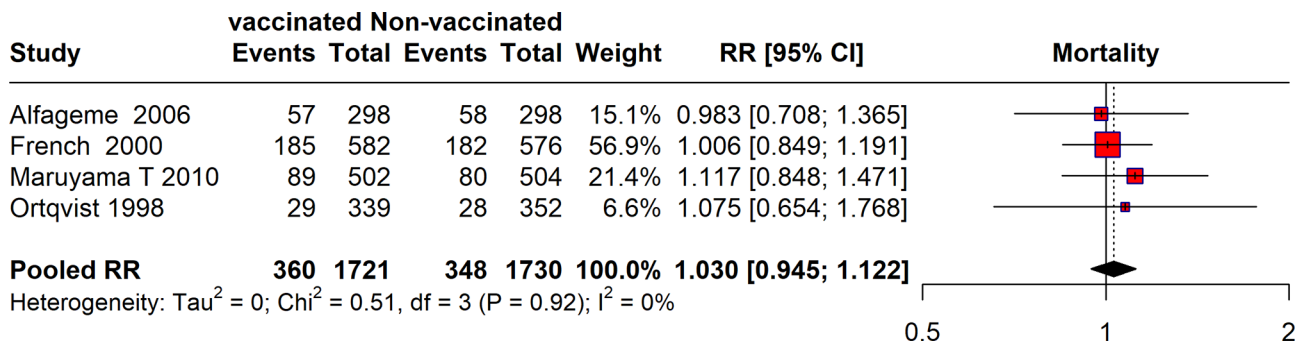 vaccinated Non-vaccinated
Study Events Total Events Total Weight RR [95% CI] Mortality
Alfageme 2006 57 298 58 298 15.1% 0.983 [0.708; 1.365]
French 2000 185 582 182 576 56.9% 1.006 [0.849; 1.191]
Maruyama T 2010 89 502 80 504 21.4% 1.117 [0.848; 1.471]
Ortqvist 1998 29 339 28 352 6.6% 1.075 [0.654; 1.768]
Pooled RR 360 1721 348 1730 100.0% 1.030 [0.945; 1.122]
Heterogeneity: Tau² = 0; Chi² = 0.51, df = 3 (P = 0.92); I² = 0%
0.5 1 2